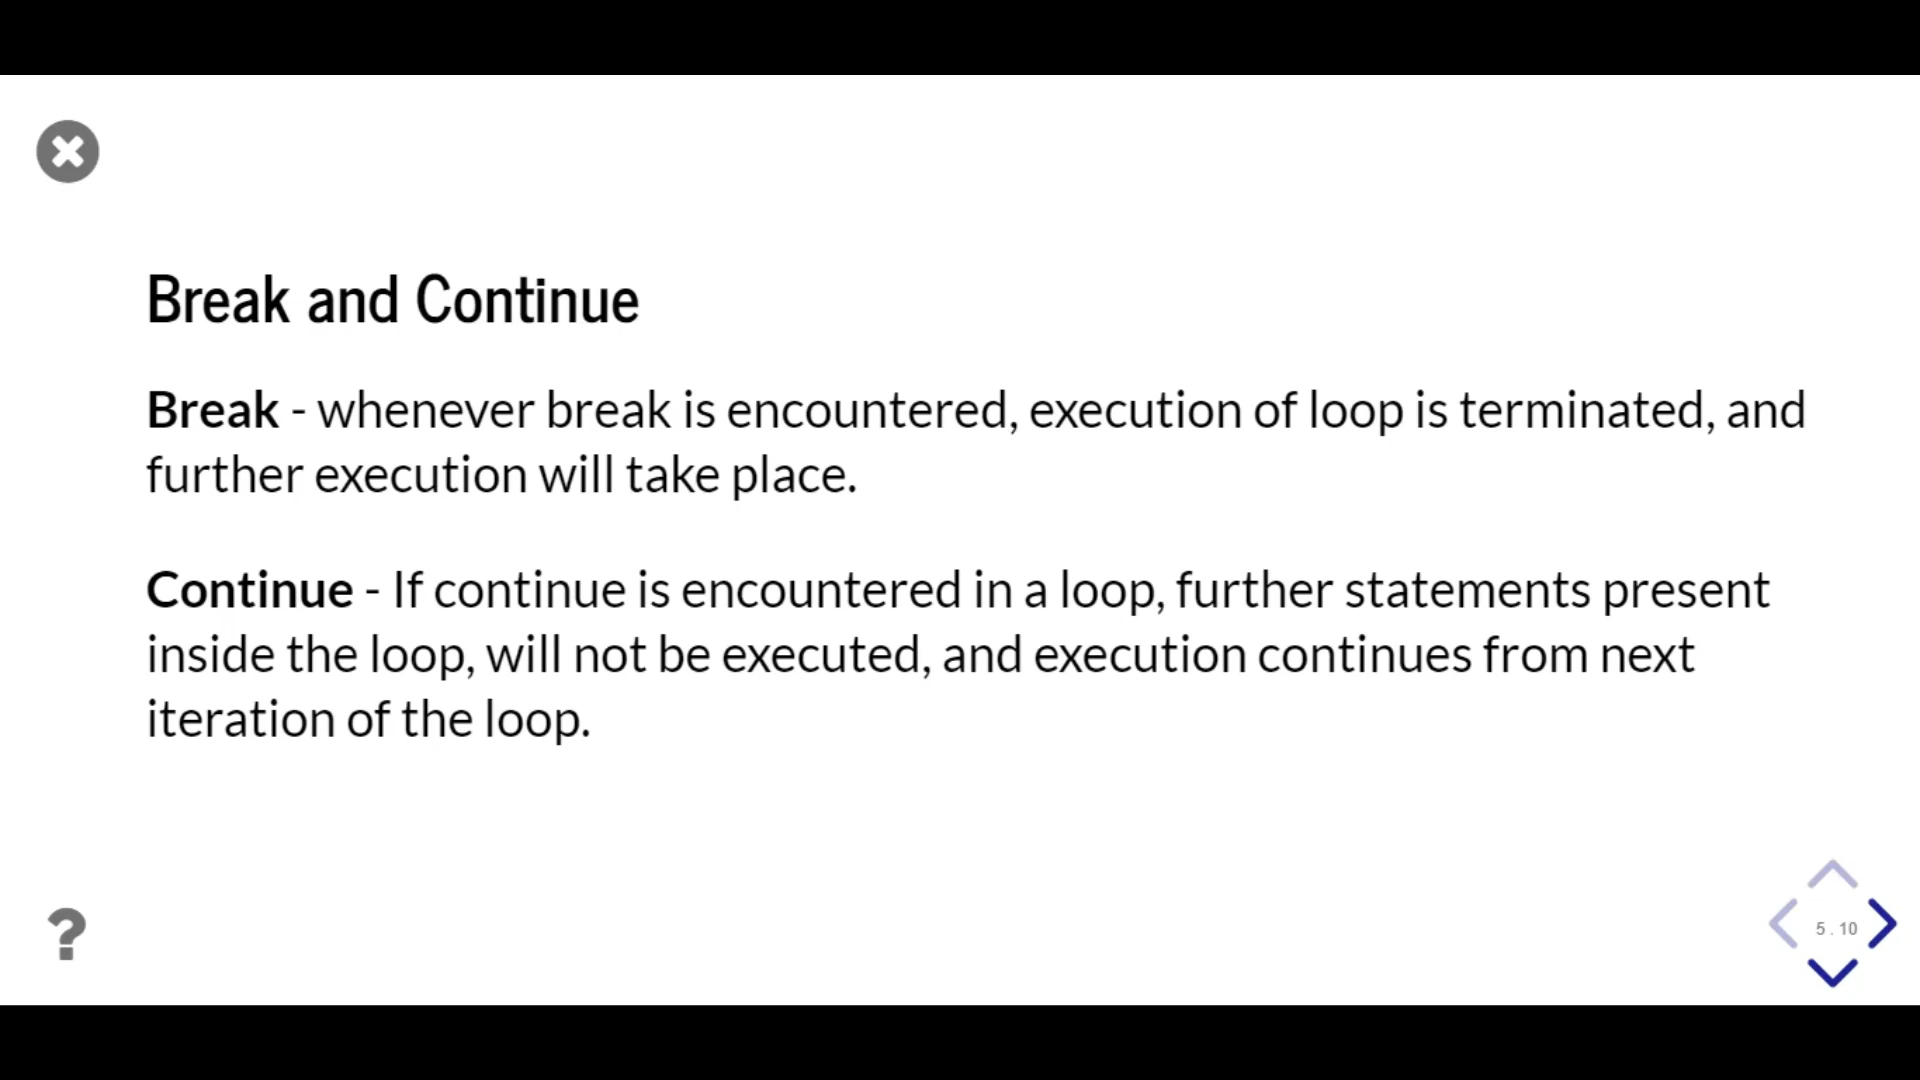 Break and Continue
Break - whenever break is encountered, execution of loop is terminated, and
further execution will take place.
Continue - If continue is encountered in a loop, further statements present
inside the loop, will not be executed, and execution continues from next
iteration of the loop.
?
5 . 10